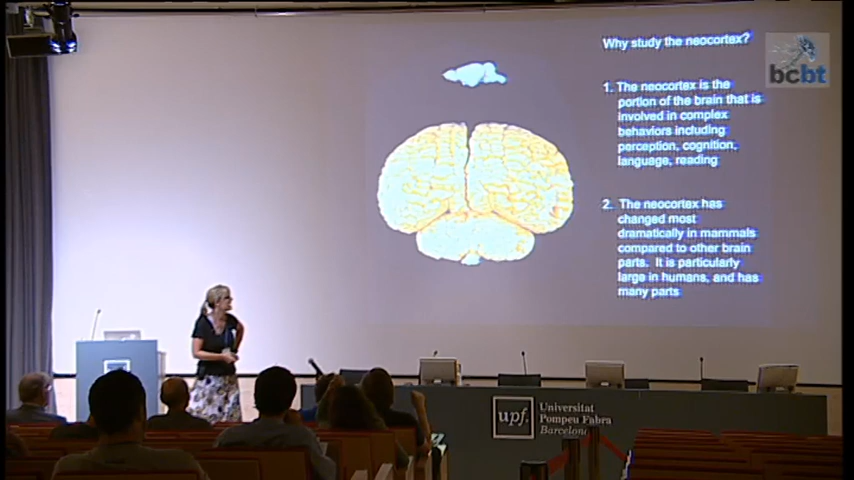 Why study the neocortex?
1. The neocortex is the
portion of the brain that is
involved in complex
behaviors including
perception, cognition,
language, reading
2. The neocortex has
changed most
dramatically in mammals
compared to other brain
parts. It is particularly
large in humans, and has
many parts
bcbt
upf.
Universitat
Pompeu Fabra
Barcelona